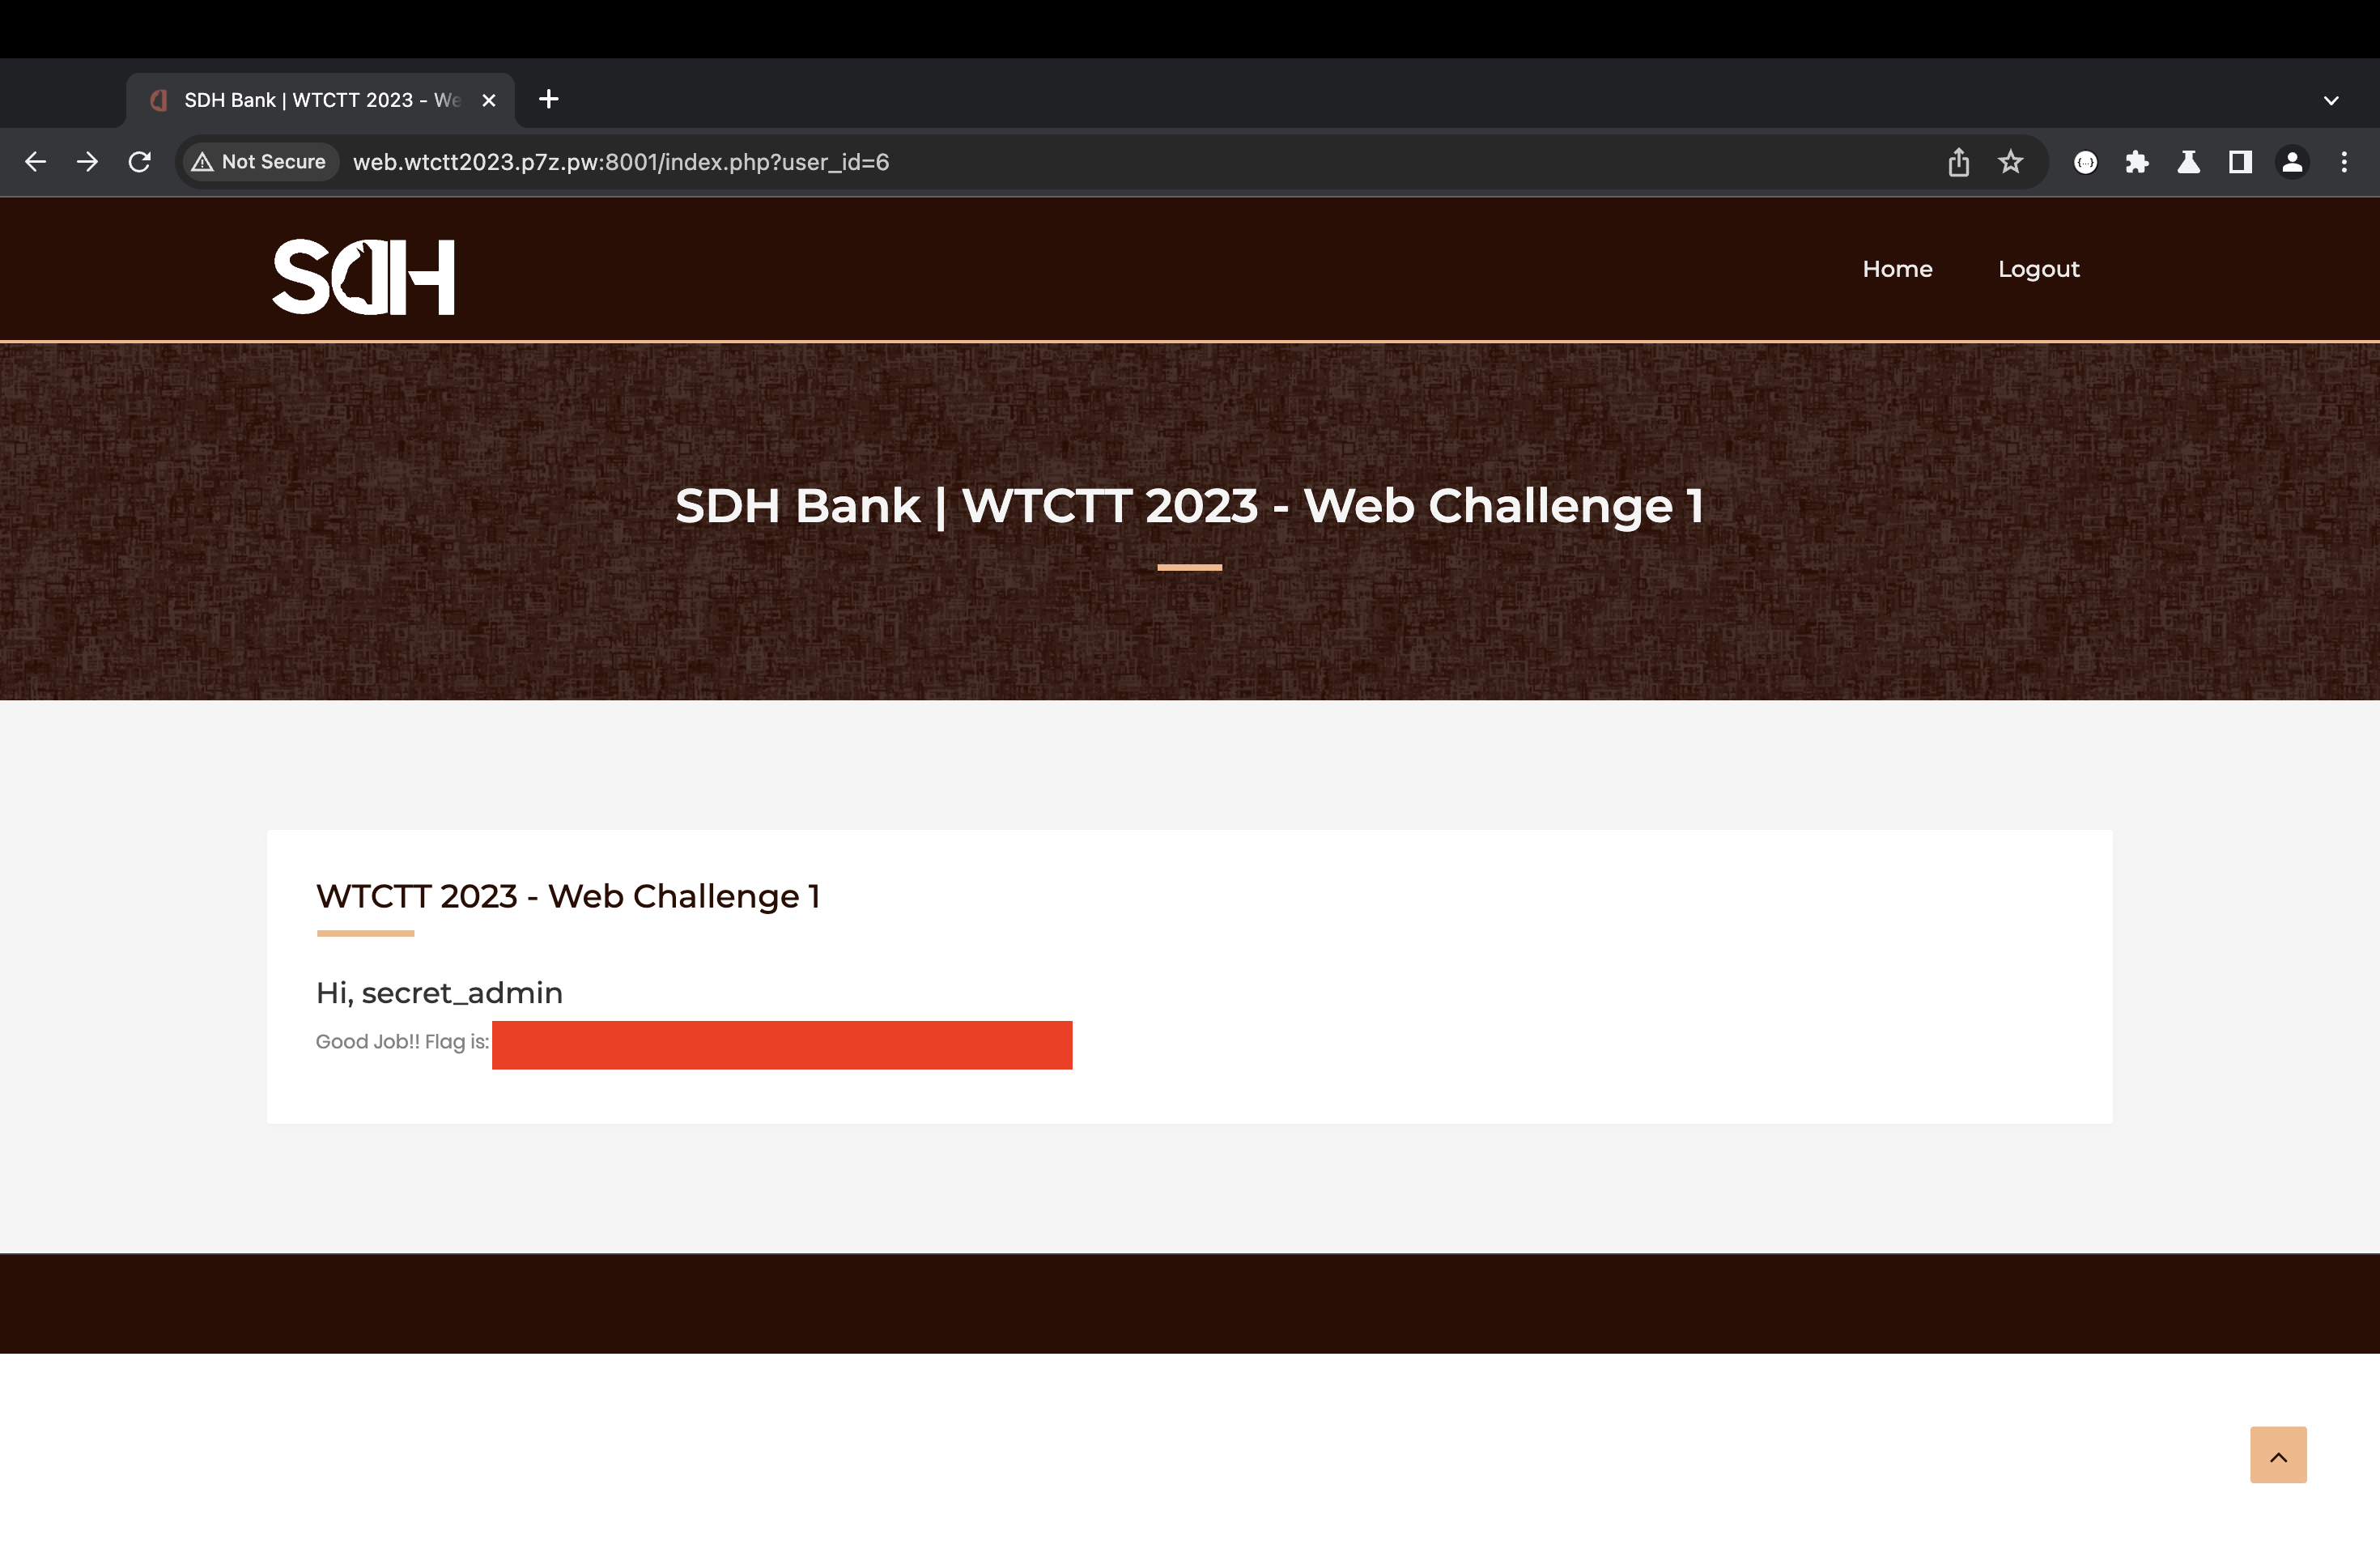 SDH Bank | WTCTT 2023 - We
Not Secure
web.wtctt2023.p7z.pw:8001/index.php?user_id=6
SDH
Home
Logout
SDH Bank | WTCTT 2023 - Web Challenge 1
WTCTT 2023 - Web Challenge 1
Hi, secret_admin
Good Job!! Flag is: